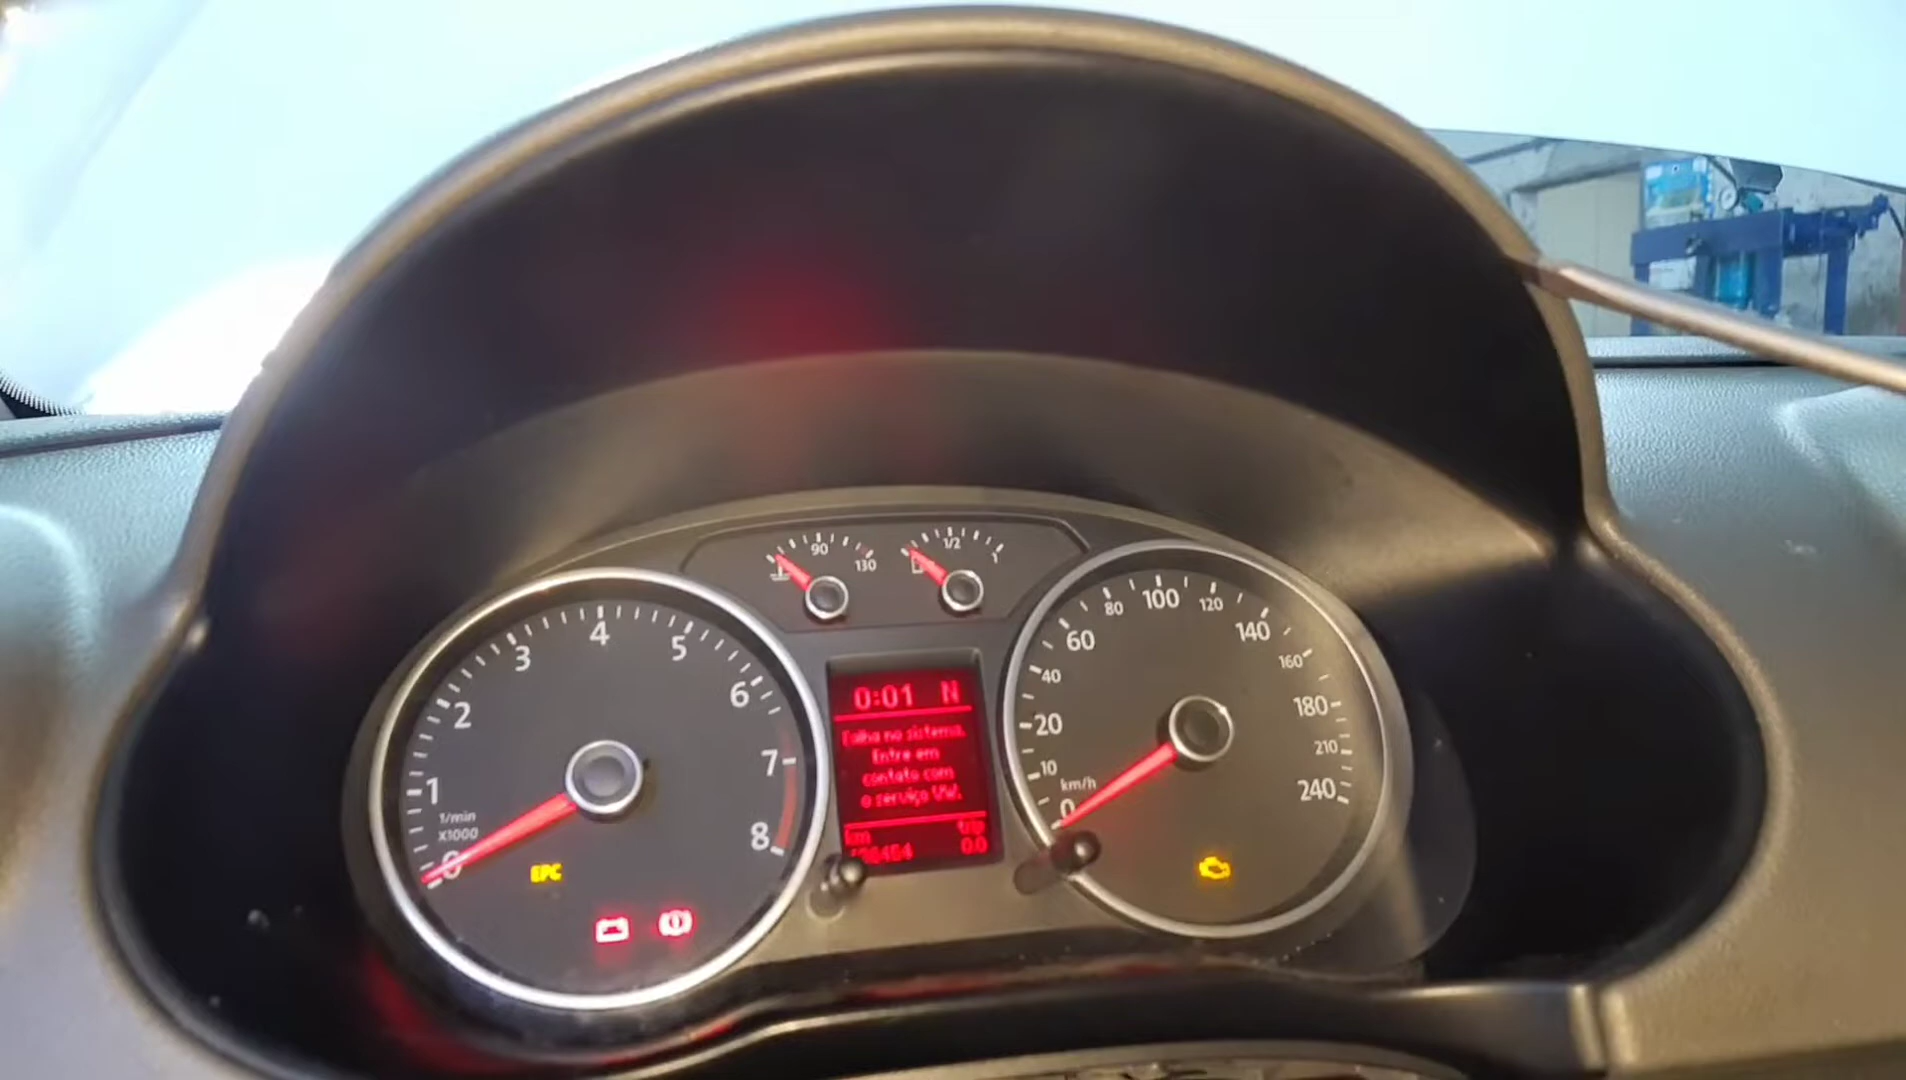 90
130
1/2
1
1
2
3
4
5
6
7
8
0
1/min
X1000
EPC
0:01 N
Falha no sistema.
Entre em
contato com
o serviço VW.
km trip
0.0
0
10
20
40
60
80
100
120
140
160
180
210
240
km/h